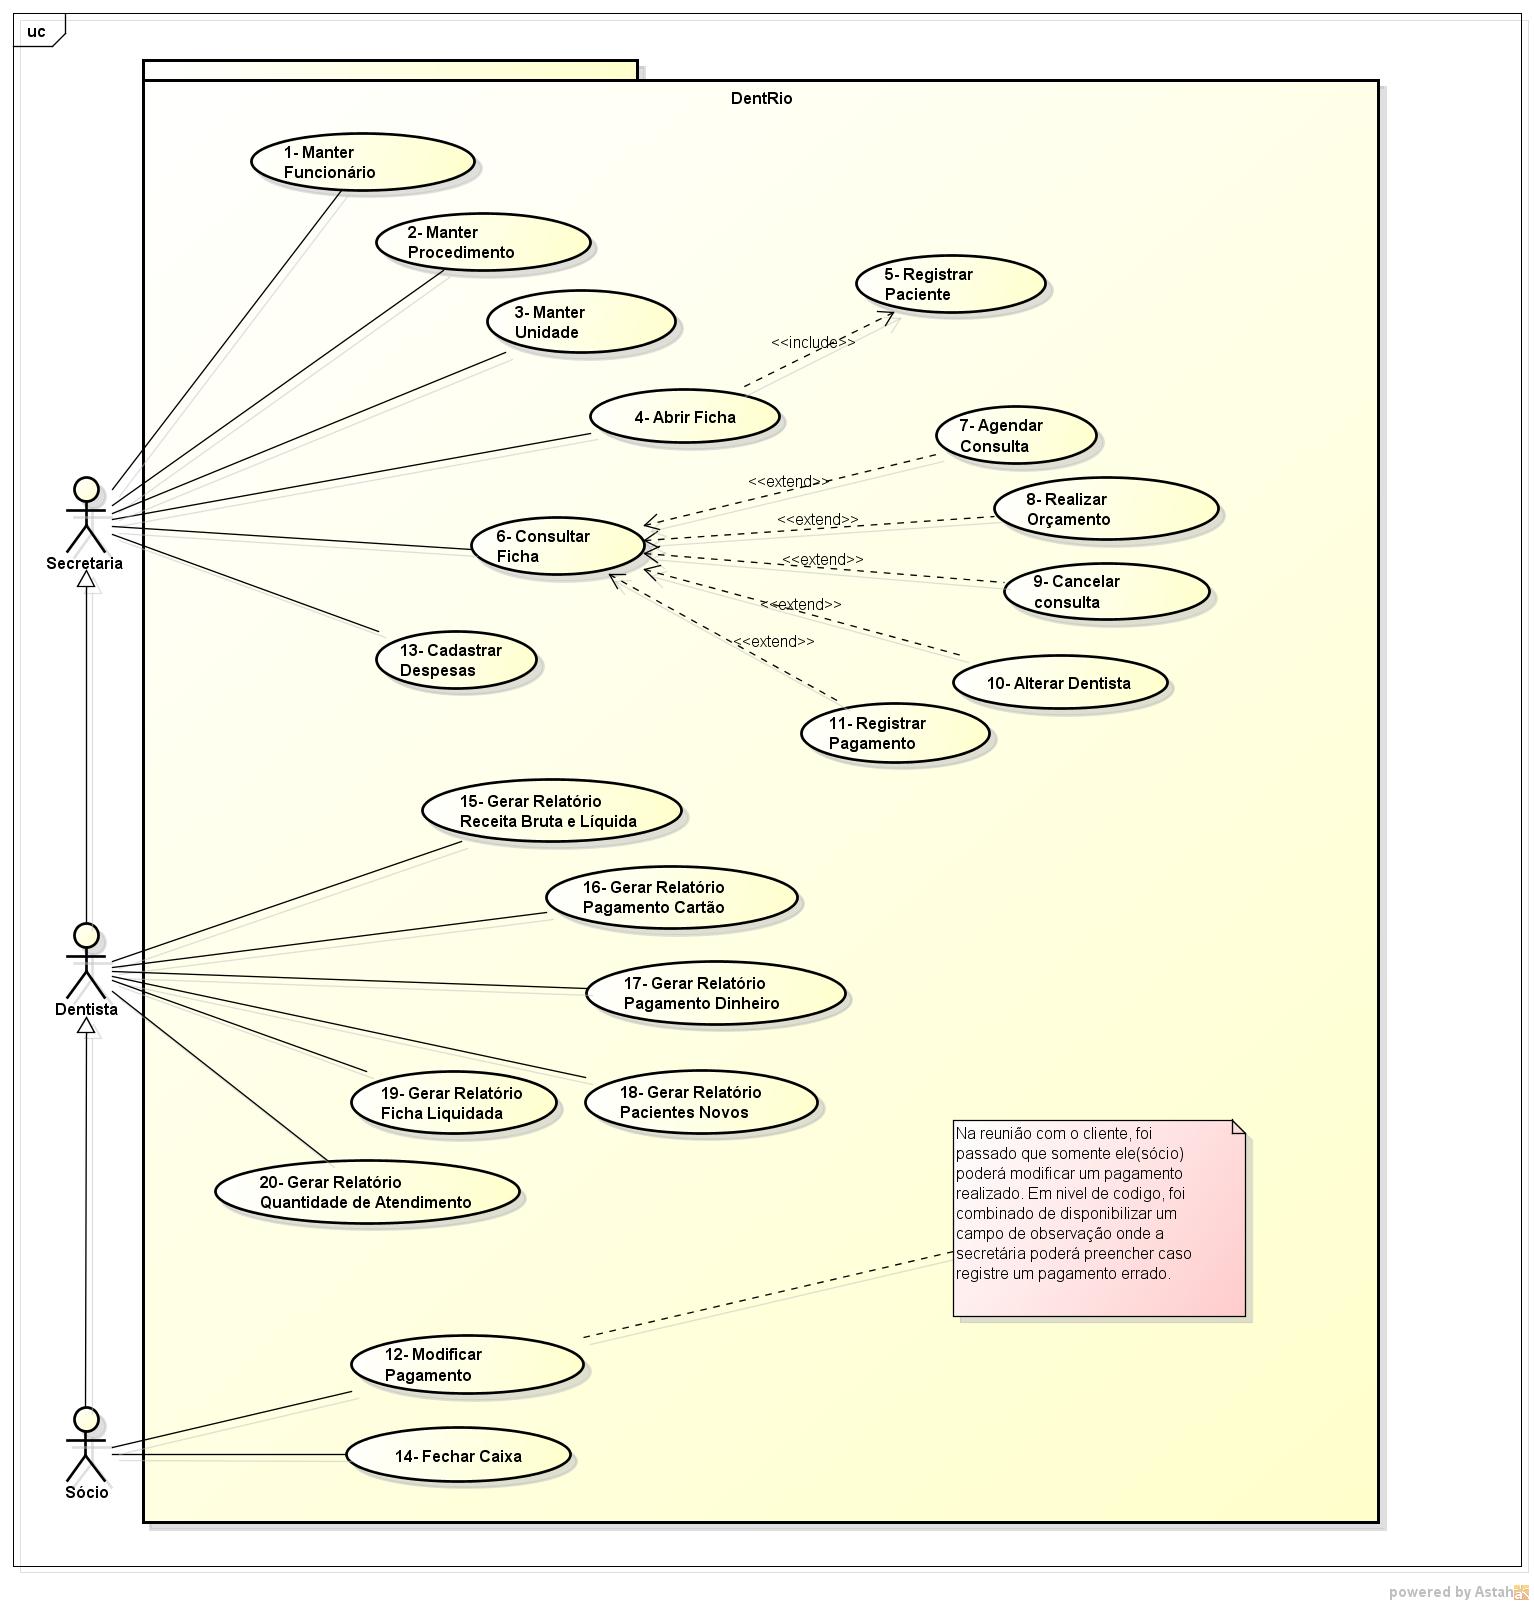 uc
DentRio
1- Manter
Funcionário
2- Manter
Procedimento
3- Manter
Unidade
5- Registrar
Paciente
<<include>>
4- Abrir Ficha
7- Agendar
Consulta
<<extend>>
8- Realizar
Orçamento
<<extend>>
6- Consultar
Ficha
<<extend>>
9- Cancelar
consulta
Secretaria
<<extend>>
<<extend>>
13- Cadastrar
Despesas
10- Alterar Dentista
11- Registrar
Pagamento
15- Gerar Relatório
Receita Bruta e Líquida
16- Gerar Relatório
Pagamento Cartão
17- Gerar Relatório
Pagamento Dinheiro
Dentista
19- Gerar Relatório
Ficha Liquidada
18- Gerar Relatório
Pacientes Novos
20- Gerar Relatório
Quantidade de Atendimento
Na reunião com o cliente, foi
passado que somente ele(sócio)
poderá modificar um pagamento
realizado. Em nivel de codigo, foi
combinado de disponibilizar um
campo de observação onde a
secretária poderá preencher caso
registre um pagamento errado.
12- Modificar
Pagamento
14- Fechar Caixa
Sócio
powered by Astah